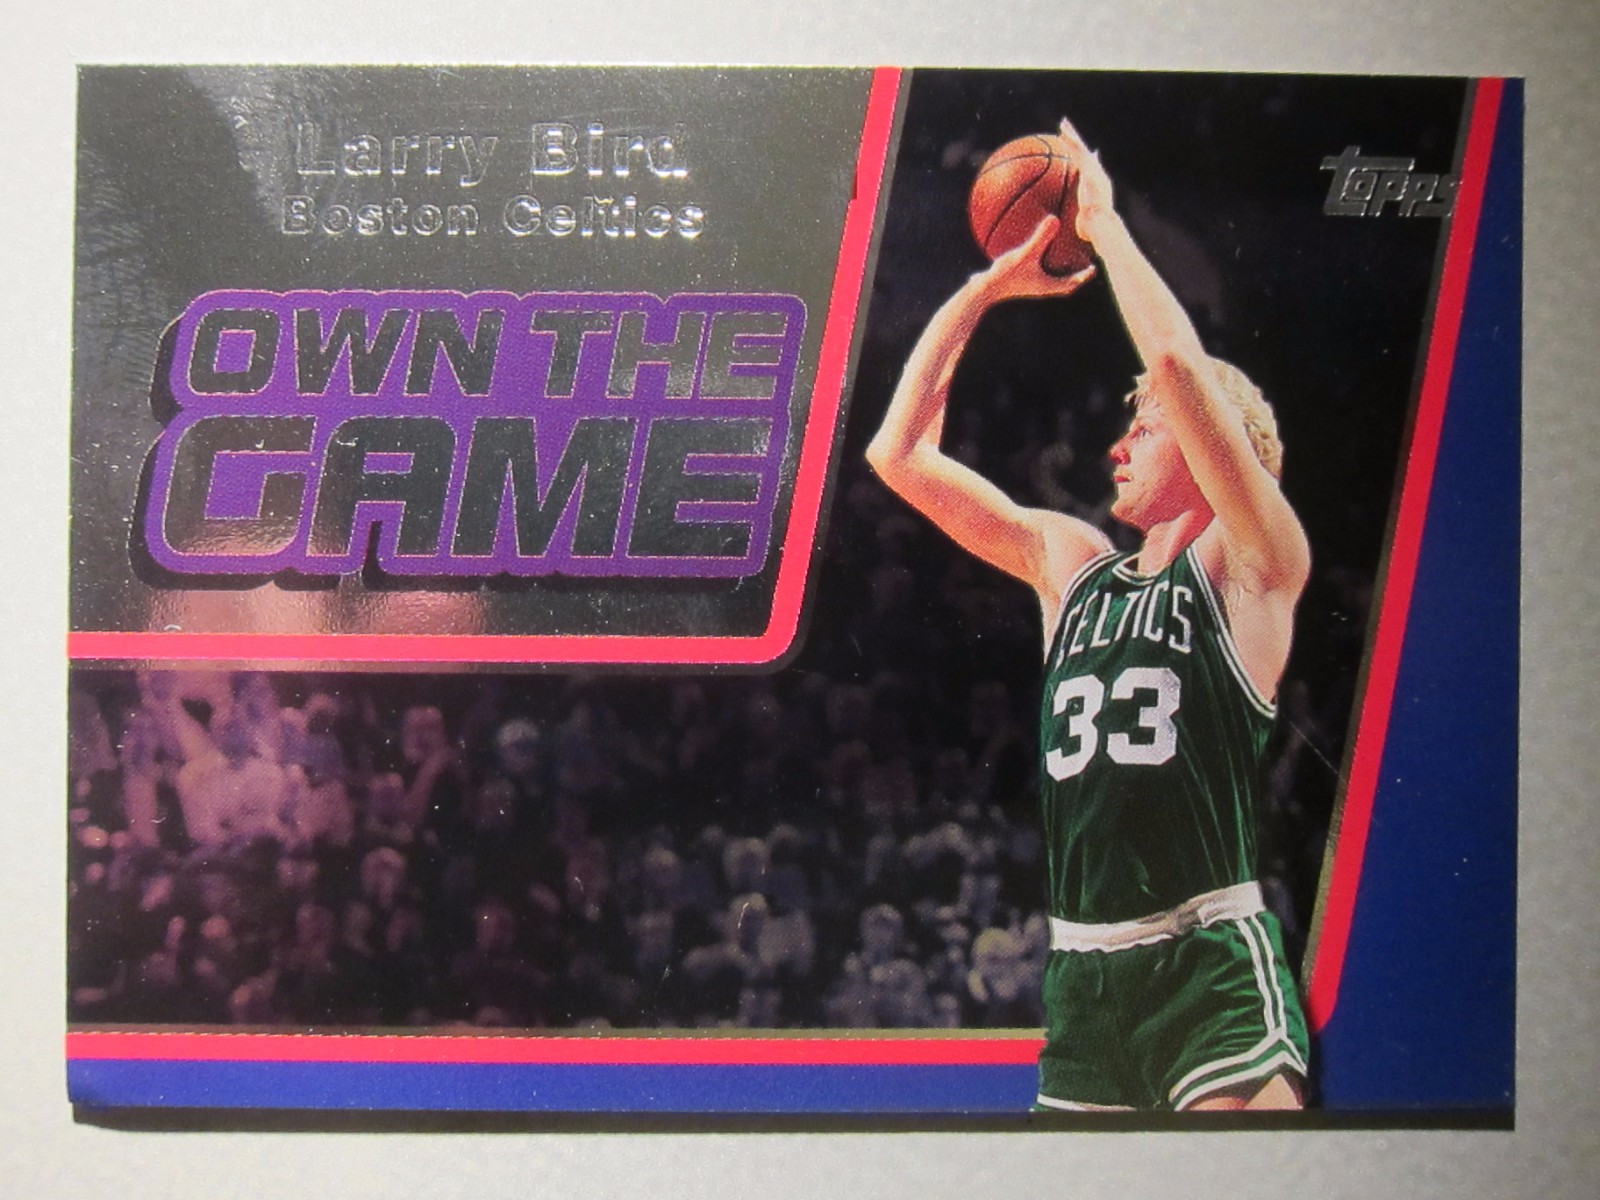 Larry Bird
Boston Celtics
OWN THE
GAME
Topps
CELTICS
33